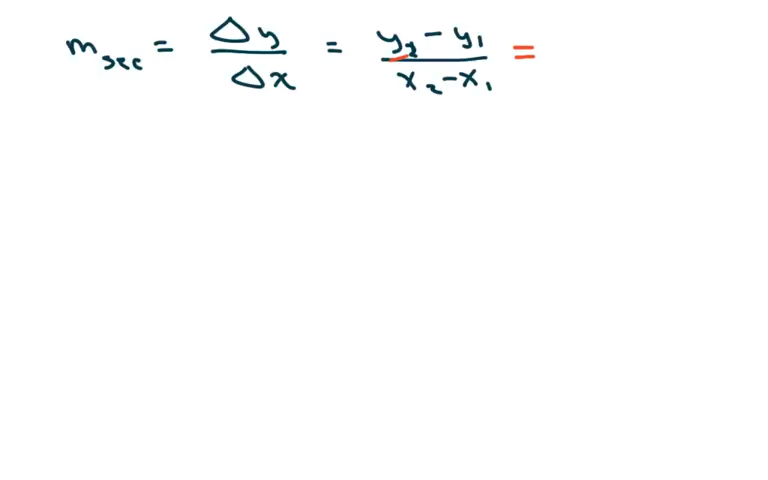 m_sec = Δy/Δx = (y₂ - y₁)/(x₂ - x₁) =